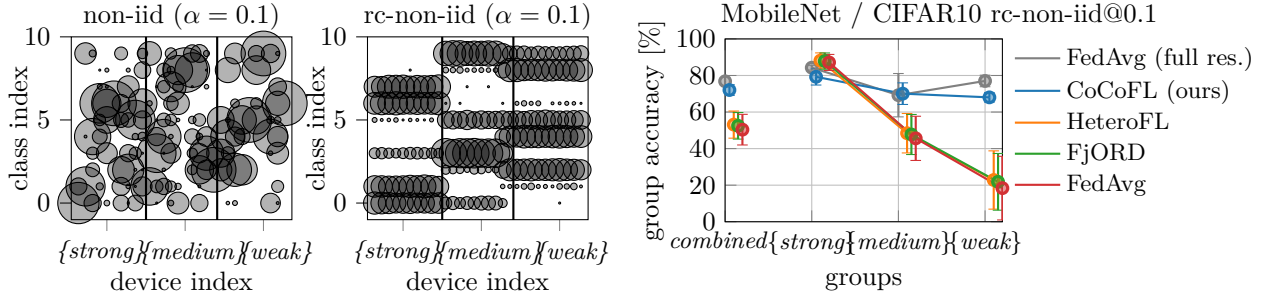 non-iid (α = 0.1)
10
5
0
class index
{strong}{medium}{weak}
device index
rc-non-iid (α = 0.1)
10
5
0
class index
{strong}{medium}{weak}
device index
MobileNet / CIFAR10 rc-non-iid@0.1
100
80
60
40
20
0
group accuracy [%]
combined{strong}{medium}{weak}
groups
FedAvg (full res.)
CoCoFL (ours)
HeteroFL
FjORD
FedAvg